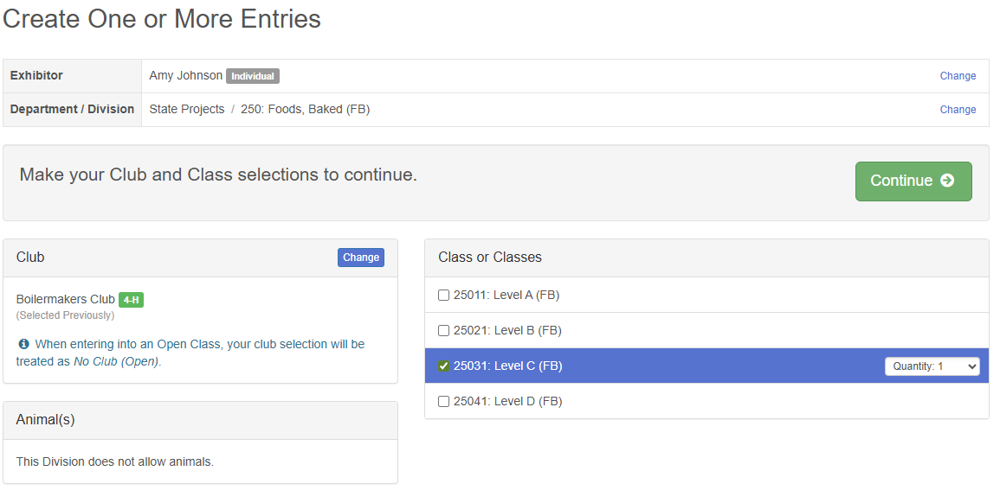 Create One or More Entries
Exhibitor Amy Johnson Individual Change
Department / Division State Projects / 250: Foods, Baked (FB) Change
Make your Club and Class selections to continue. Continue
Club Change
Boilermakers Club 4-H
(Selected Previously)
When entering into an Open Class, your club selection will be
treated as No Club (Open).
Animal(s)
This Division does not allow animals.
Class or Classes
25011: Level A (FB)
25021: Level B (FB)
25031: Level C (FB) Quantity: 1
25041: Level D (FB)